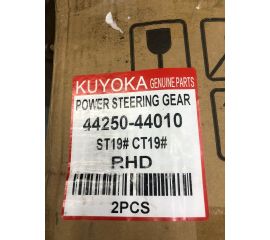 KUYOKA GENUINE PARTS
POWER STEERING GEAR
44250-44010
ST19# CT19#
RHD
2PCS